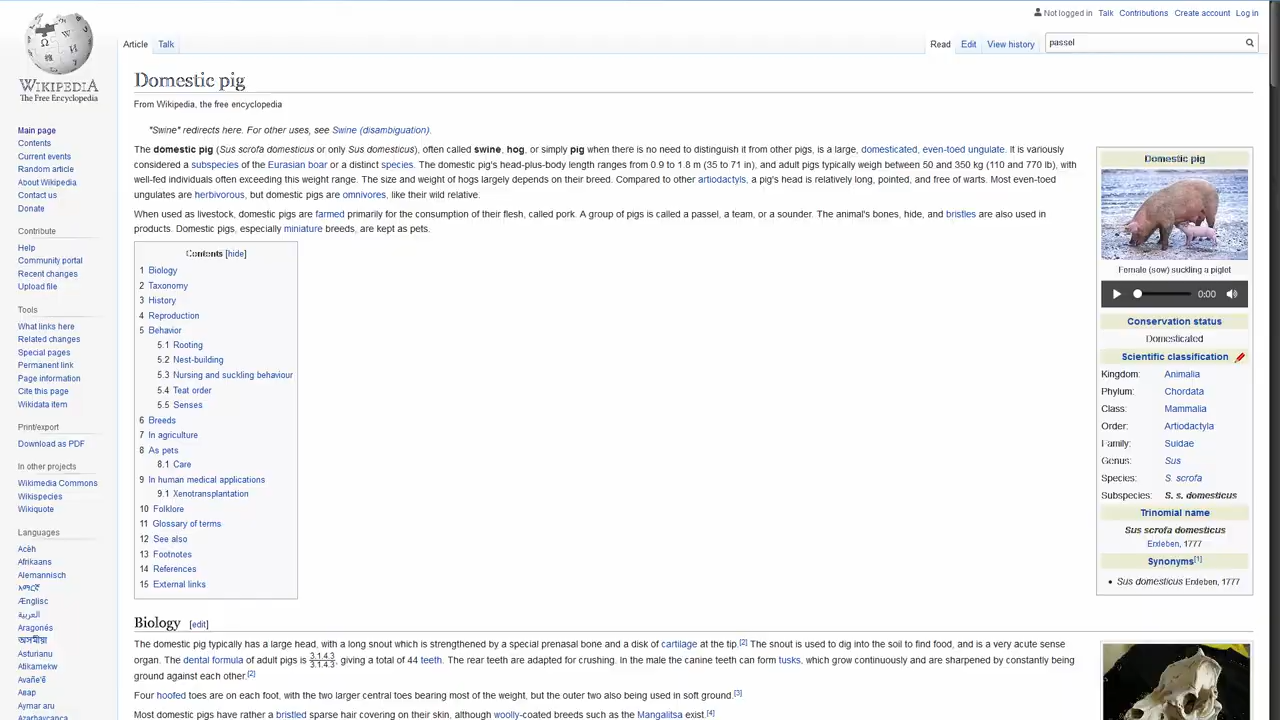 Not logged in Talk Contributions Create account Log in
Article Talk
Read Edit View history
passel
WIKIPEDIA
The Free Encyclopedia
Main page
Contents
Current events
Random article
About Wikipedia
Contact us
Donate
Contribute
Help
Community portal
Recent changes
Upload file
Tools
What links here
Related changes
Special pages
Permanent link
Page information
Cite this page
Wikidata item
Print/export
Download as PDF
In other projects
Wikimedia Commons
Wikispecies
Wikiquote
Languages
Acèh
Afrikaans
Alemannisch
አማርኛ
Ænglisc
العربية
Aragonés
অসমীয়া
Asturianu
Atikamekw
Avañe'ẽ
Авар
Aymar aru
Azərbaycanca
Domestic pig
From Wikipedia, the free encyclopedia
"Swine" redirects here. For other uses, see Swine (disambiguation).
The domestic pig (Sus scrofa domesticus or only Sus domesticus), often called swine, hog, or simply pig when there is no need to distinguish it from other pigs, is a large, domesticated, even-toed ungulate. It is variously
considered a subspecies of the Eurasian boar or a distinct species. The domestic pig's head-plus-body length ranges from 0.9 to 1.8 m (35 to 71 in), and adult pigs typically weigh between 50 and 350 kg (110 and 770 lb), with
well-fed individuals often exceeding this weight range. The size and weight of hogs largely depends on their breed. Compared to other artiodactyls, a pig's head is relatively long, pointed, and free of warts. Most even-toed
ungulates are herbivorous, but domestic pigs are omnivores, like their wild relative.
When used as livestock, domestic pigs are farmed primarily for the consumption of their flesh, called pork. A group of pigs is called a passel, a team, or a sounder. The animal's bones, hide, and bristles are also used in
products. Domestic pigs, especially miniature breeds, are kept as pets.
Contents [hide]
1 Biology
2 Taxonomy
3 History
4 Reproduction
5 Behavior
5.1 Rooting
5.2 Nest-building
5.3 Nursing and suckling behaviour
5.4 Teat order
5.5 Senses
6 Breeds
7 In agriculture
8 As pets
8.1 Care
9 In human medical applications
9.1 Xenotransplantation
10 Folklore
11 Glossary of terms
12 See also
13 Footnotes
14 References
15 External links
Domestic pig
Female (sow) suckling a piglet
0:00
Conservation status
Domesticated
Scientific classification
Kingdom: Animalia
Phylum: Chordata
Class: Mammalia
Order: Artiodactyla
Family: Suidae
Genus: Sus
Species: S. scrofa
Subspecies: S. s. domesticus
Trinomial name
Sus scrofa domesticus
Erxleben, 1777
Synonyms[1]
• Sus domesticus Erxleben, 1777
Biology [edit]
The domestic pig typically has a large head, with a long snout which is strengthened by a special prenasal bone and a disk of cartilage at the tip.[2] The snout is used to dig into the soil to find food, and is a very acute sense
organ. The dental formula of adult pigs is 3.1.4.3/3.1.4.3, giving a total of 44 teeth. The rear teeth are adapted for crushing. In the male the canine teeth can form tusks, which grow continuously and are sharpened by constantly being
ground against each other.[2]
Four hoofed toes are on each foot, with the two larger central toes bearing most of the weight, but the outer two also being used in soft ground.[3]
Most domestic pigs have rather a bristled sparse hair covering on their skin, although woolly-coated breeds such as the Mangalitsa exist.[4]